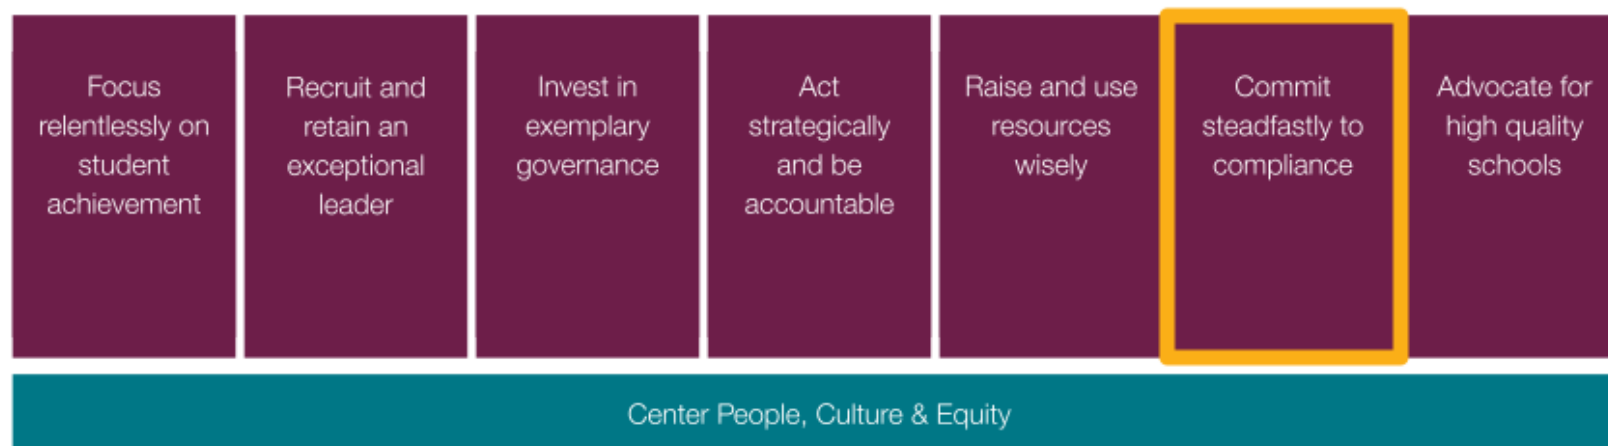 Focus
relentlessly on
student
achievement
Recruit and
retain an
exceptional
leader
Invest in
exemplary
governance
Act
strategically
and be
accountable
Raise and use
resources
wisely
Commit
steadfastly to
compliance
Advocate for
high quality
schools
Center People, Culture & Equity